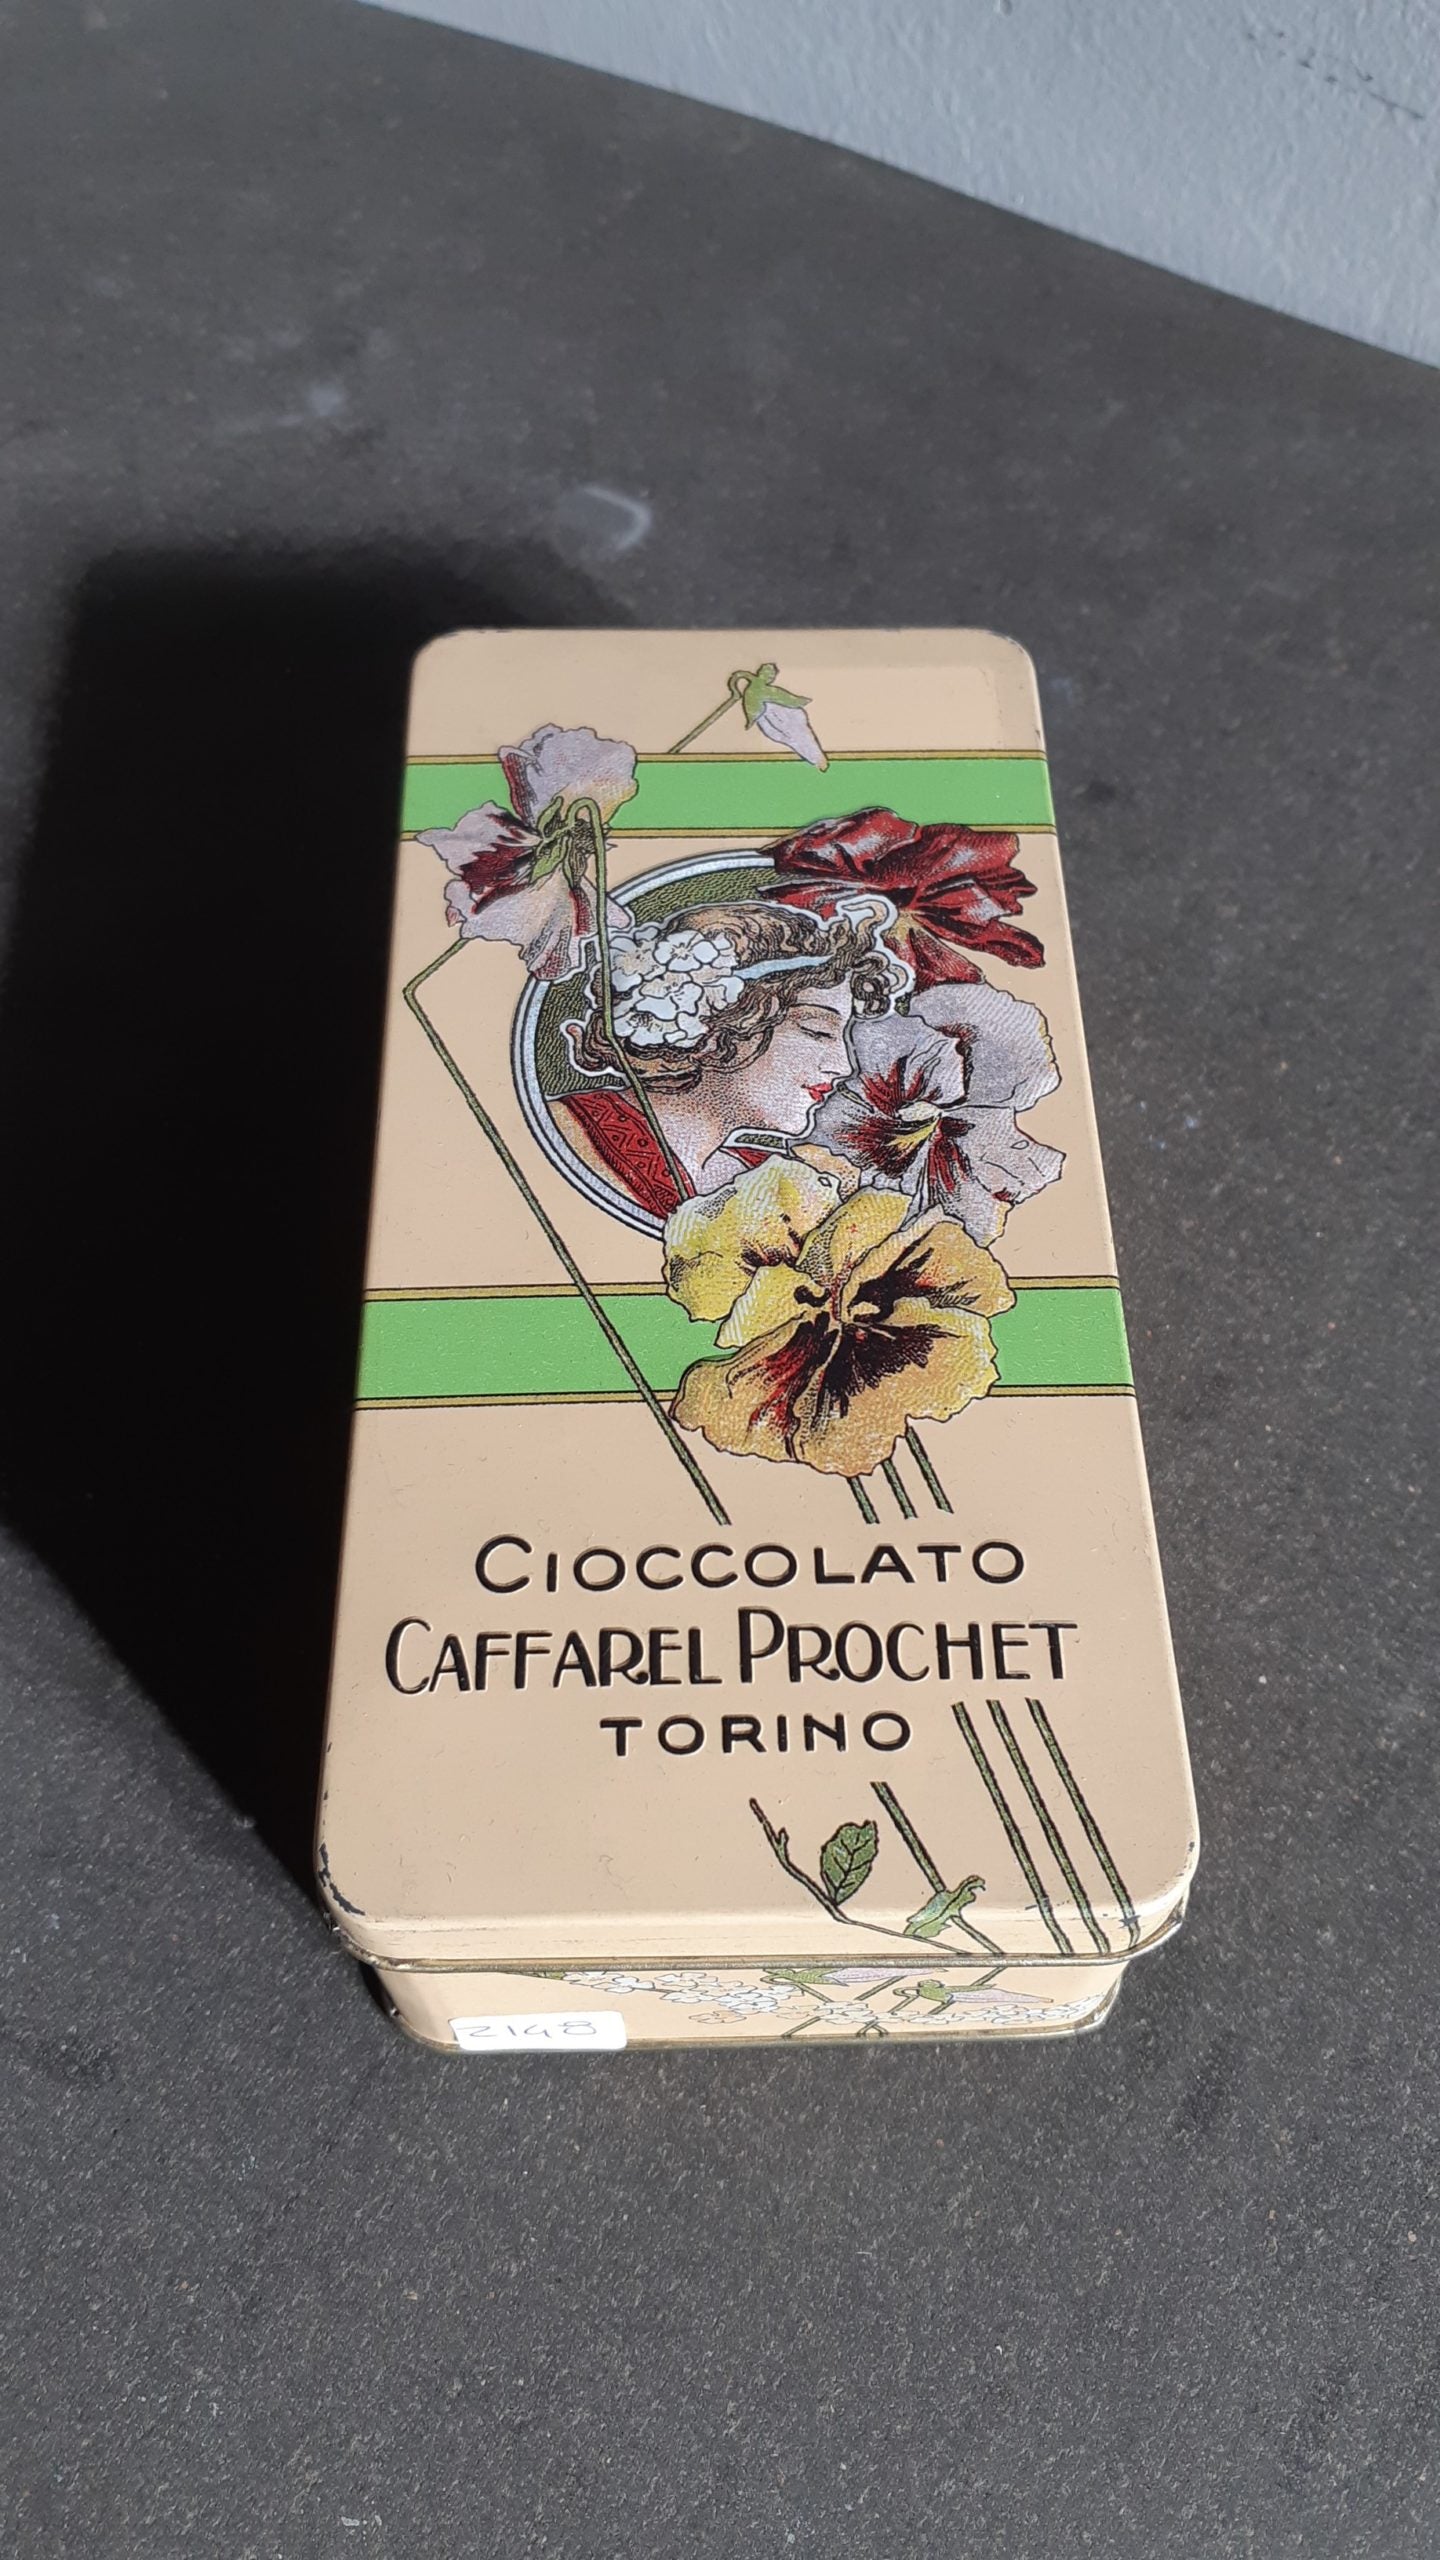 CIOCCOLATO
CAFFAREL PROCHET
TORINO
2148